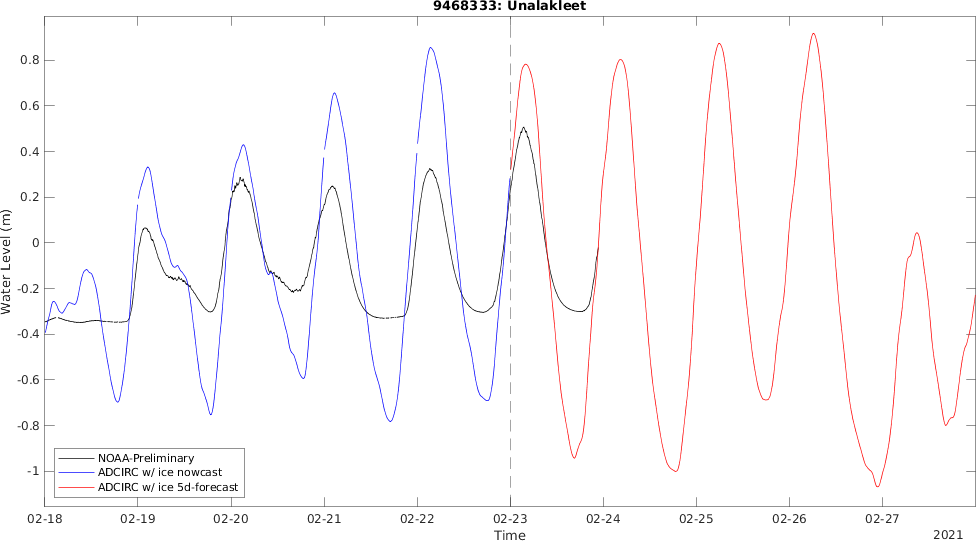 9468333: Unalakleet
Water Level (m)
0.8
0.6
0.4
0.2
0
-0.2
-0.4
-0.6
-0.8
-1
NOAA-Preliminary
ADCIRC w/ ice nowcast
ADCIRC w/ ice 5d-forecast
02-18 02-19 02-20 02-21 02-22 02-23 02-24 02-25 02-26 02-27
Time
2021